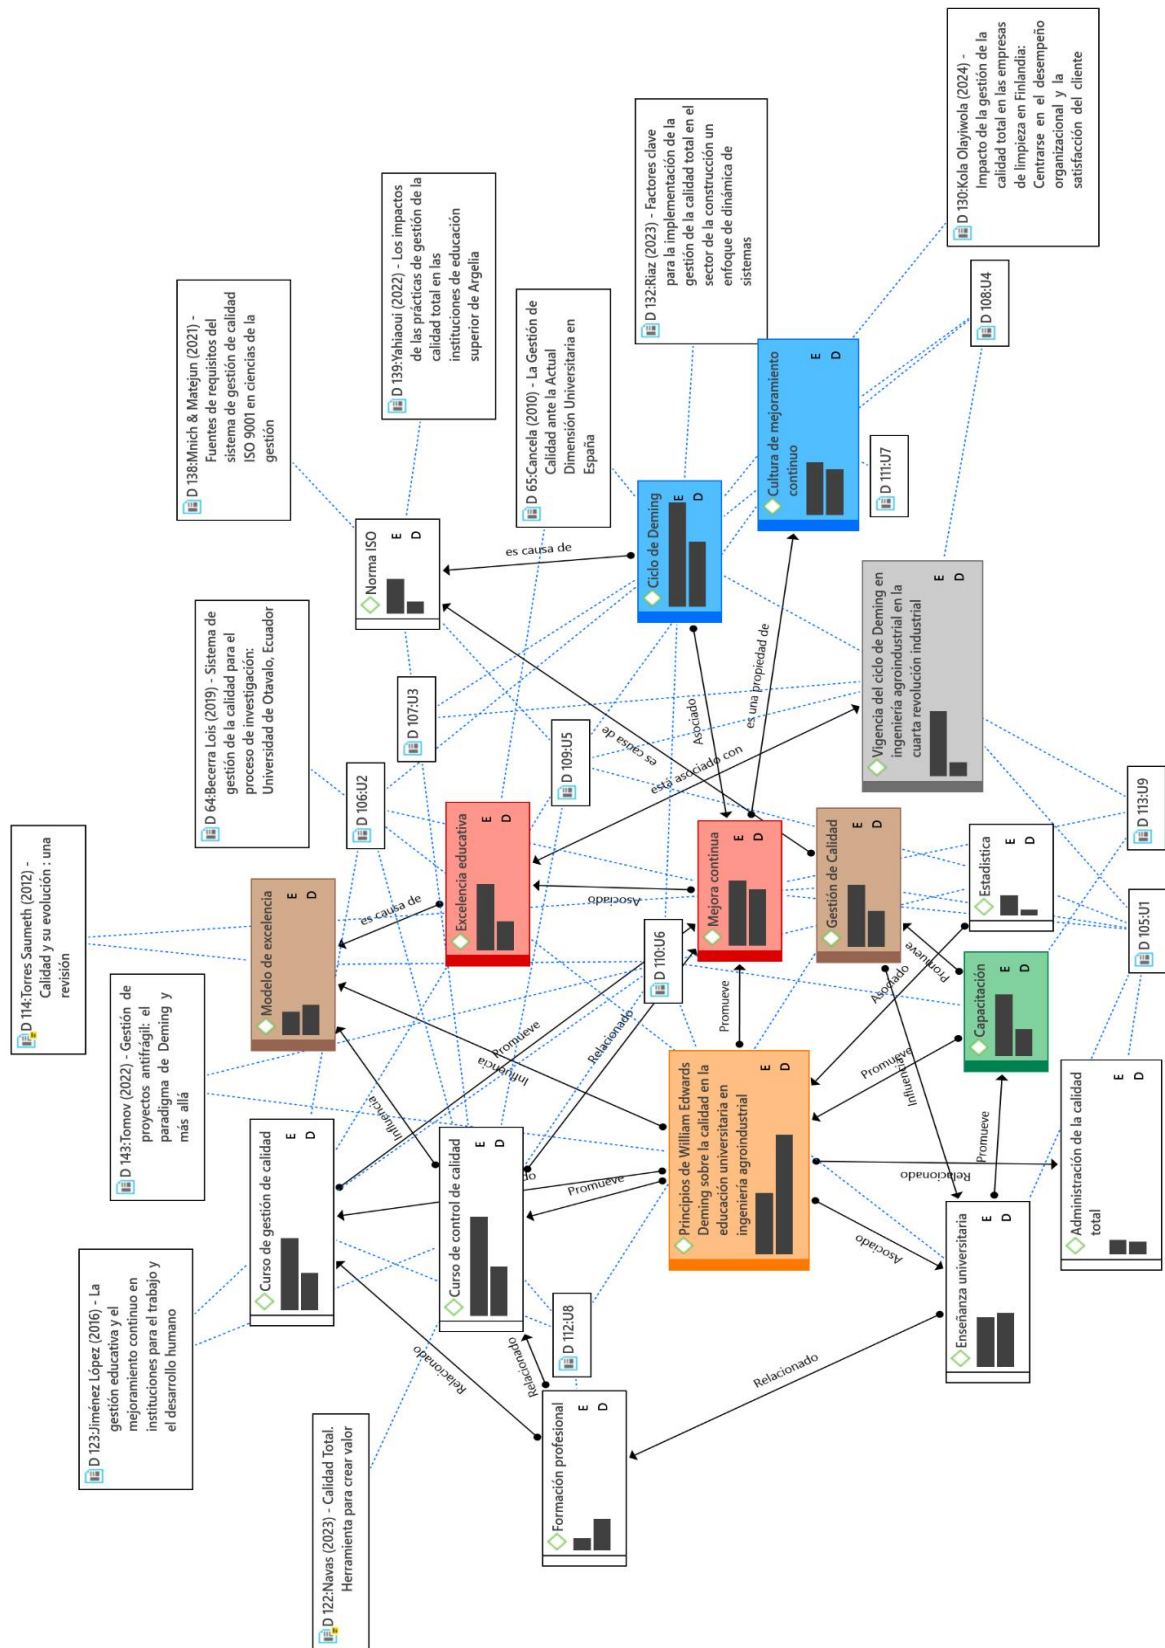 D 114:Torres Saumeth (2012) -
Calidad y su evolución : una
revisión
D 123:Jiménez López (2016) - La
gestión educativa y el
mejoramiento continuo en
instituciones para el trabajo y
el desarrollo humano
D 143:Tomov (2022) - Gestión de
proyectos antifrágil: el
paradigma de Deming y
más allá
D 64:Becerra Lois (2019) - Sistema de
gestión de la calidad para el
proceso de investigación:
Universidad de Otavalo, Ecuador
D 138:Mnich & Matejun (2021) -
Fuentes de requisitos del
sistema de gestión de calidad
ISO 9001 en ciencias de la
gestión
D 122:Navas (2023) - Calidad Total.
Herramienta para crear valor
Curso de gestión de calidad
E
D
Modelo de excelencia
E
D
D 106:U2
Norma ISO
E
D
D 139:Yahiaoui (2022) - Los impactos
de las prácticas de gestión de la
calidad total en las
instituciones de educación
superior de Argelia
D 107:U3
Relacionado
Influencia
es causa de
Curso de control de calidad
E
D
Excelencia educativa
E
D
Formación profesional
E
D
Relacionado
D 112:U8
D 109:U5
D 65:Cancela (2010) - La Gestión de
Calidad ante la Actual
Dimensión Universitaria en
España
es causa de
do
Promueve
Influencia
Promueve
Relacionado
Asociado
es causa de
D 110:U6
Ciclo de Deming
E
D
D 132:Riaz (2023) - Factores clave
para la implementación de la
gestión de la calidad total en el
sector de la construcción un
enfoque de dinámica de
sistemas
Principios de William Edwards
Deming sobre la calidad en la
educación universitaria en
ingeniería agroindustrial
E
D
Promueve
Mejora continua
E
D
está asociado con
Asociado
es una propiedad de
Cultura de mejoramiento
continuo
E
D
Relacionado
Gestión de Calidad
E
D
D 111:U7
Vigencia del ciclo de Deming en
ingeniería agroindustrial en la
cuarta revolución industrial
E
D
Asociado
Relacionado
Influencia
Promueve
Asociado
Promueve
Enseñanza universitaria
E
D
Promueve
Capacitación
E
D
Estadistica
E
D
D 108:U4
D 130:Kola Olayiwola (2024) -
Impacto de la gestión de la
calidad total en las empresas
de limpieza en Finlandia:
Centrarse en el desempeño
organizacional y la
satisfacción del cliente
Administración de la calidad
total
E
D
D 105:U1
D 113:U9